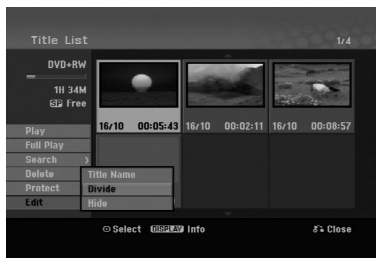 Title List
1/4
DVD+RW
1H 34M
SP Free
16/10 00:05:43
16/10 00:02:11
16/10 00:08:57
Play
Full Play
Search
Delete
Protect
Edit
Title Name
Divide
Hide
Select DISPLAY Info
Close